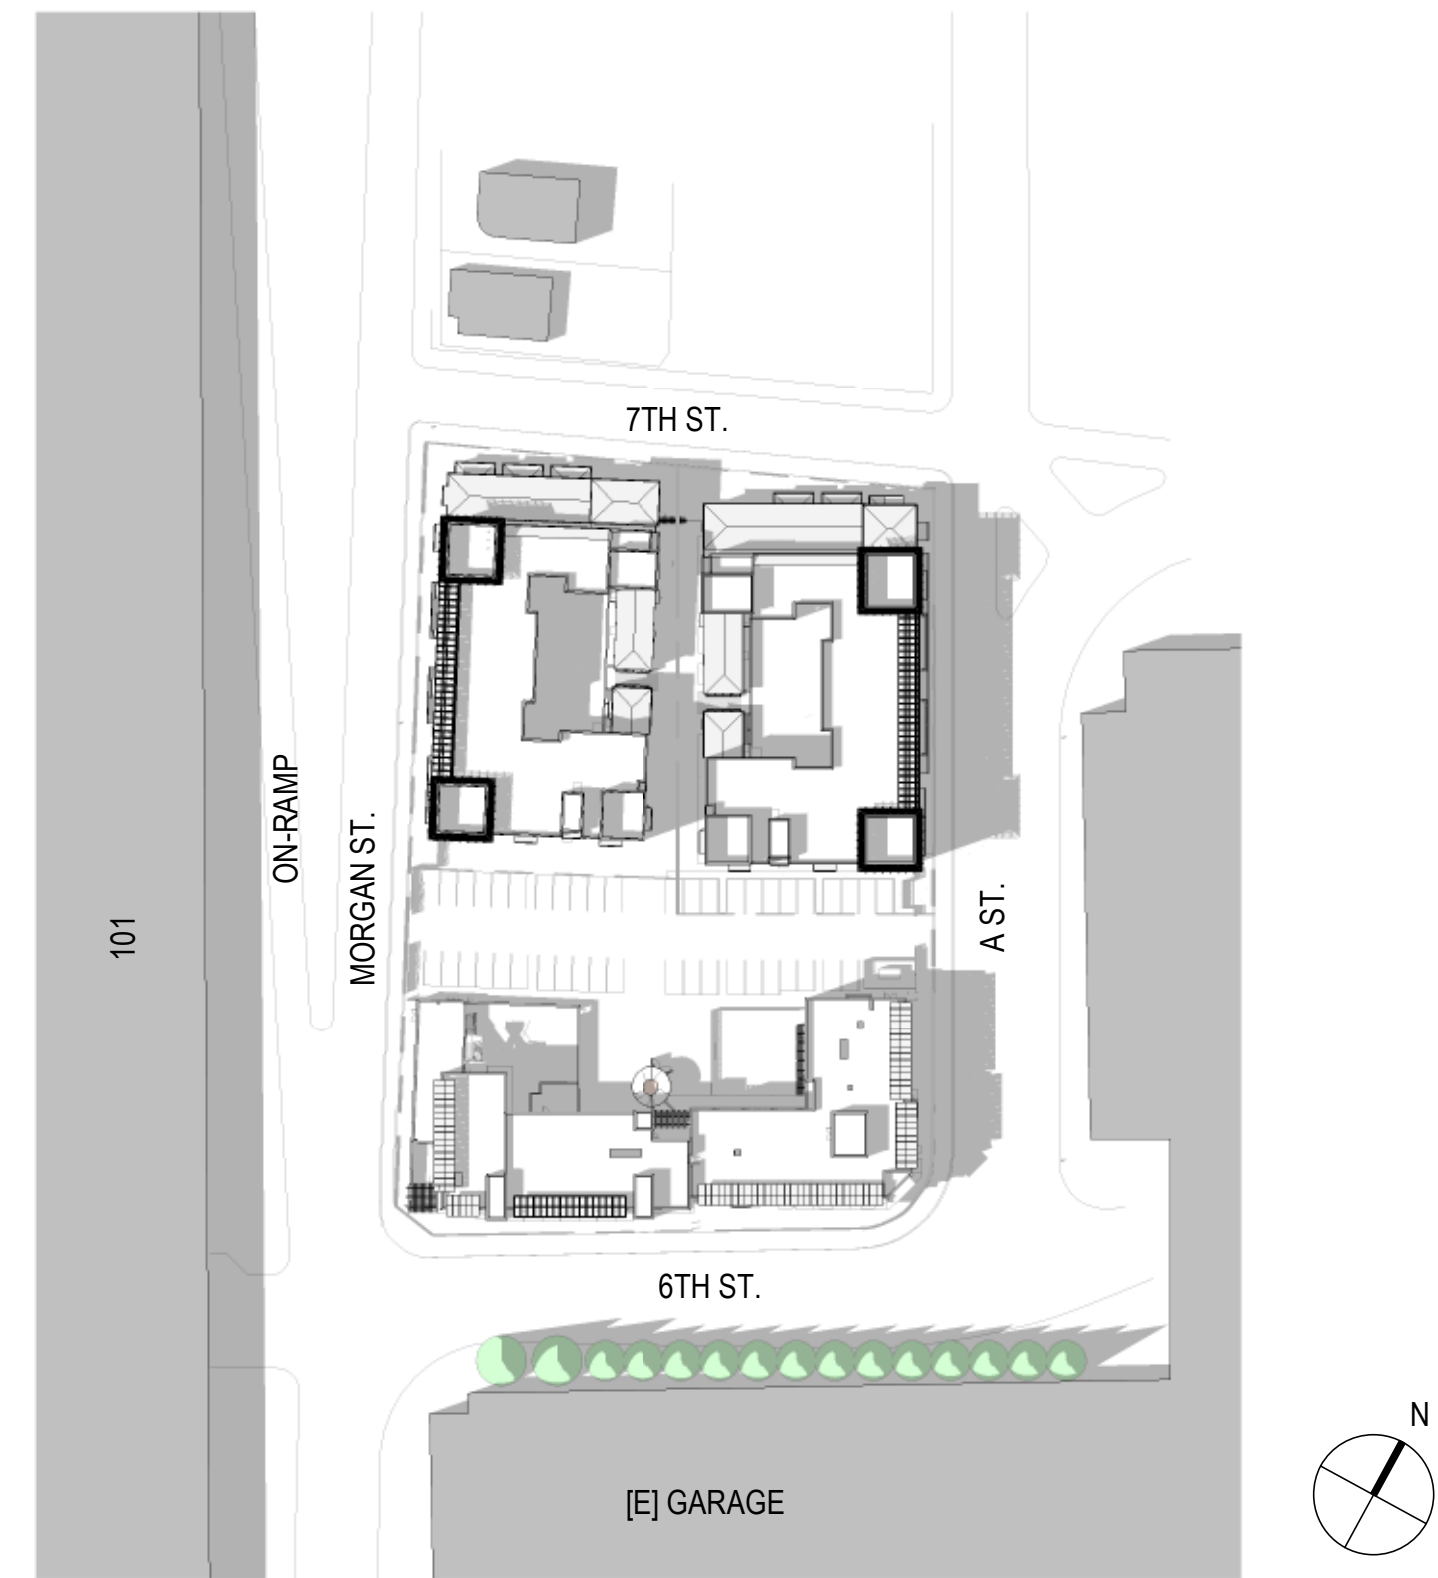 7TH ST.
ON-RAMP
MORGAN ST.
A ST.
101
6TH ST.
N
[E] GARAGE